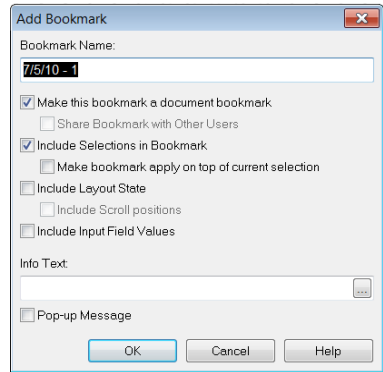 Add Bookmark
Bookmark Name:
7/5/10 - 1
Make this bookmark a document bookmark
Share Bookmark with Other Users
Include Selections in Bookmark
Make bookmark apply on top of current selection
Include Layout State
Include Scroll positions
Include Input Field Values
Info Text:
...
Pop-up Message
OK Cancel Help